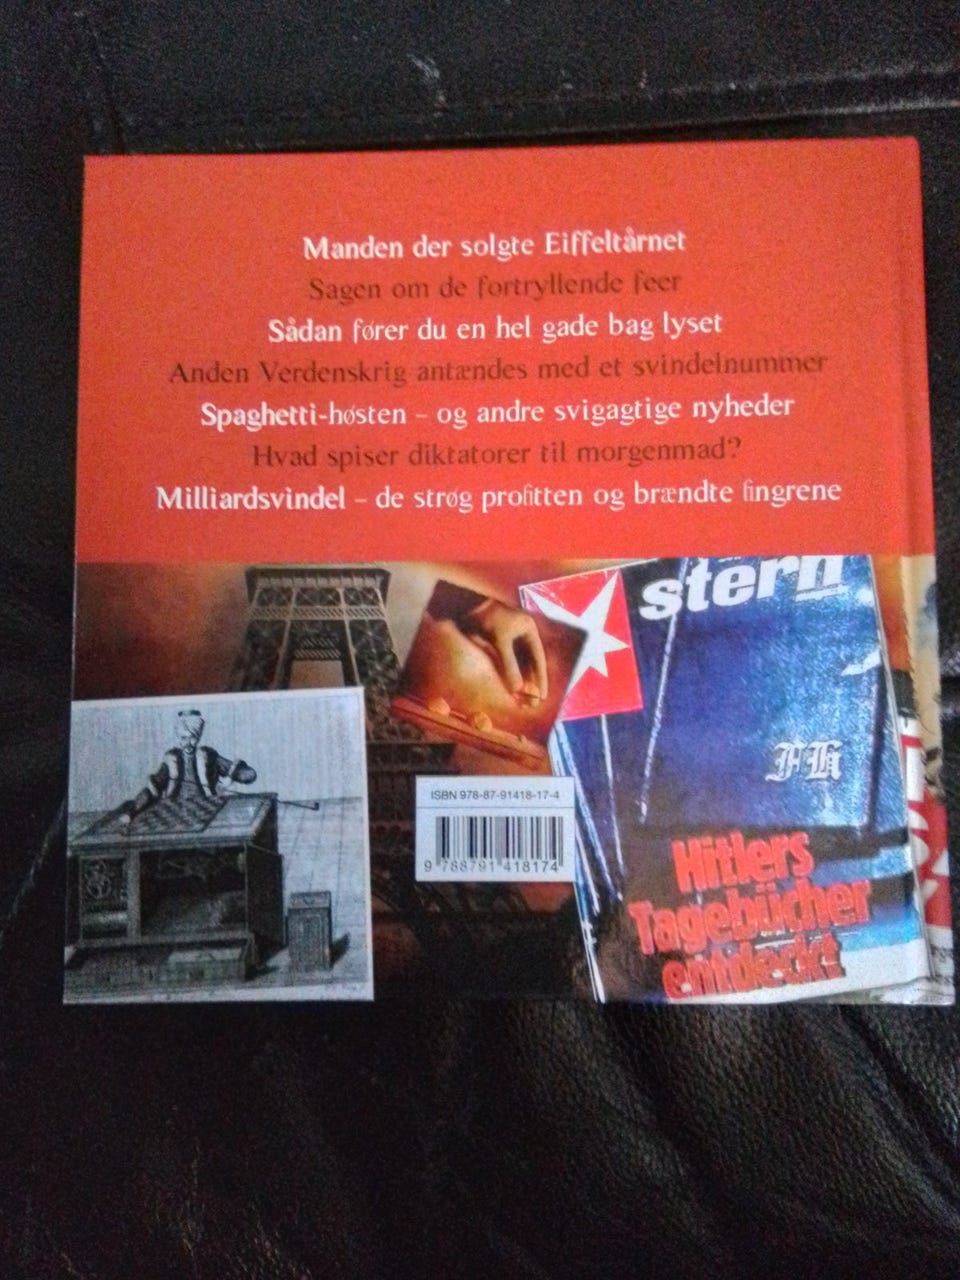 Manden der solgte Eiffeltårnet
Sagen om de fortryllende feer
Sådan fører du en hel gade bag lyset
Anden Verdenskrig antændes med et svindelnummer
Spaghetti-høsten – og andre svigagtige nyheder
Hvad spiser diktatorer til morgenmad?
Milliardsvindel – de strøg profitten og brændte fingrene
stern
FH
ISBN 978-87-91418-17-4
9 788791 418174
Hitlers
Tagebücher
entdeckt